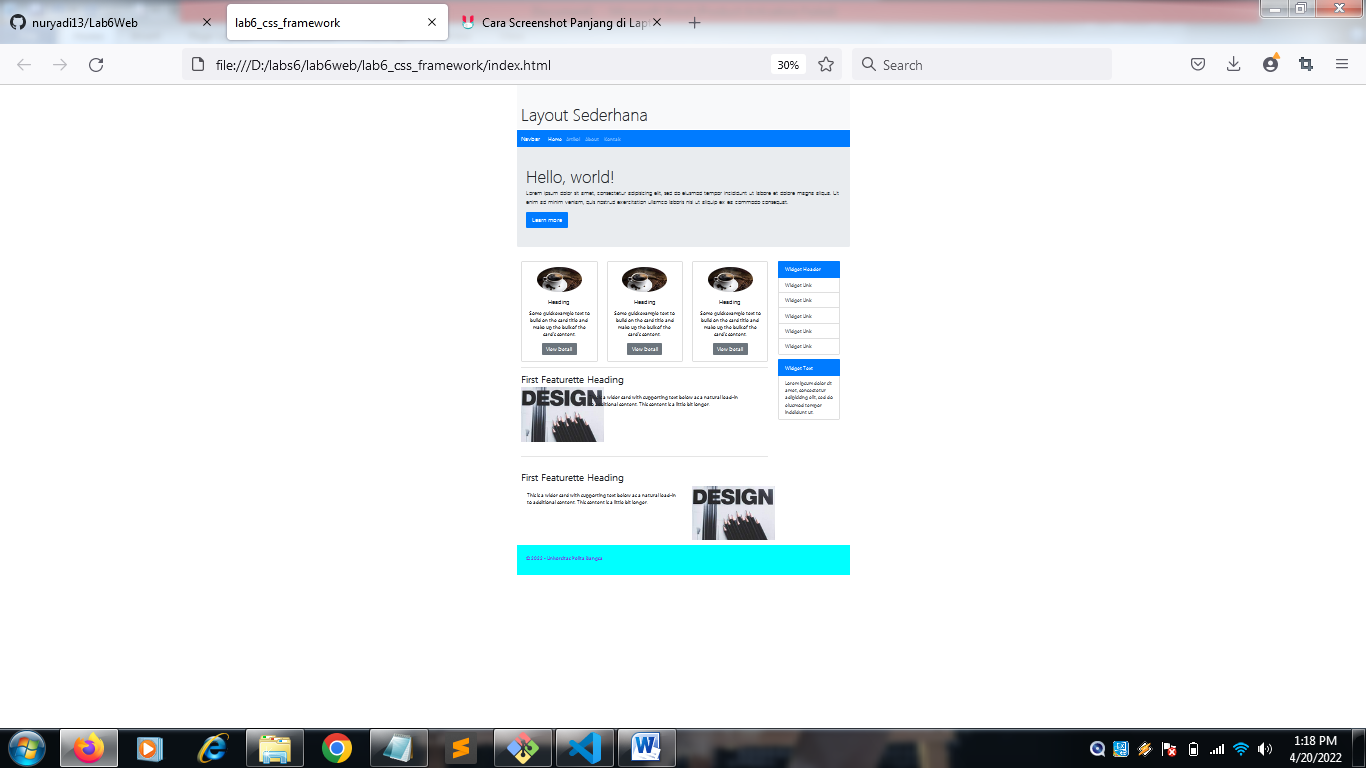 nuryadi13/Lab6Web
lab6_css_framework
Cara Screenshot Panjang di Lap
file:///D:/labs6/lab6web/lab6_css_framework/index.html
30%
Search
Layout Sederhana
Navbar Home Artikel About Kontak
Hello, world!
Lorem ipsum dolor sit amet, consectetur adipiscing elit, sed do eiusmod tempor incididunt ut labore et dolore magna aliqua. Ut
enim ad minim veniam, quis nostrud exercitation ullamco laboris nisi ut aliquip ex ea commodo consequat.
Learn more
Heading
Some quick example text to
build on the card title and
make up the bulk of the
card's content.
View Detail
Heading
Some quick example text to
build on the card title and
make up the bulk of the
card's content.
View Detail
Heading
Some quick example text to
build on the card title and
make up the bulk of the
card's content.
View Detail
Widget Header
Widget Link
Widget Link
Widget Link
Widget Link
Widget Link
Widget Text
Lorem ipsum dolor sit
amet, consectetur
adipiscing elit, sed do
eiusmod tempor
incididunt ut
First Featurette Heading
DESIGN
a wider card with supporting text below as a natural lead-in
additional content. This content is a little bit longer.
First Featurette Heading
This is a wider card with supporting text below as a natural lead-in
to additional content. This content is a little bit longer.
DESIGN
© 2022 - Universitas Pelita Bangsa
1:18 PM
4/20/2022